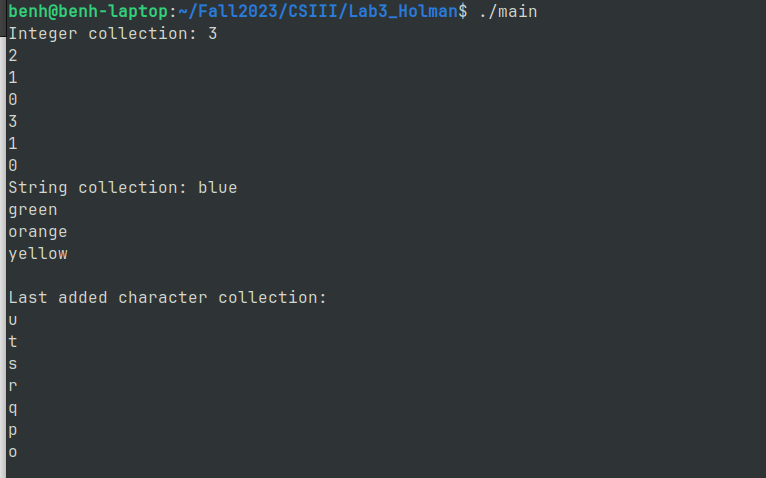 benh@benh-laptop:~/Fall2023/CSIII/Lab3_Holman$ ./main
Integer collection: 3
2
1
0
3
1
0
String collection: blue
green
orange
yellow
Last added character collection:
u
t
s
r
q
p
o